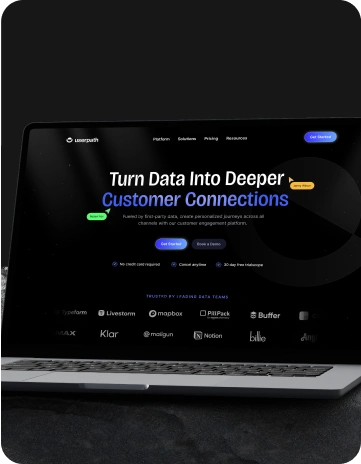 userpath
Platform Solutions Pricing Resources
Get Started
Turn Data Into Deeper
Customer Connections
Fueled by first-party data, create personalized journeys across all
channels with our customer engagement platform.
Get Started Book a Demo
No credit card required Cancel anytime 30 day free trial
TRUSTED BY LEADING DATA TEAMS
Typeform Livestorm mapbox PillPack Buffer
Klar mailgun Notion billie